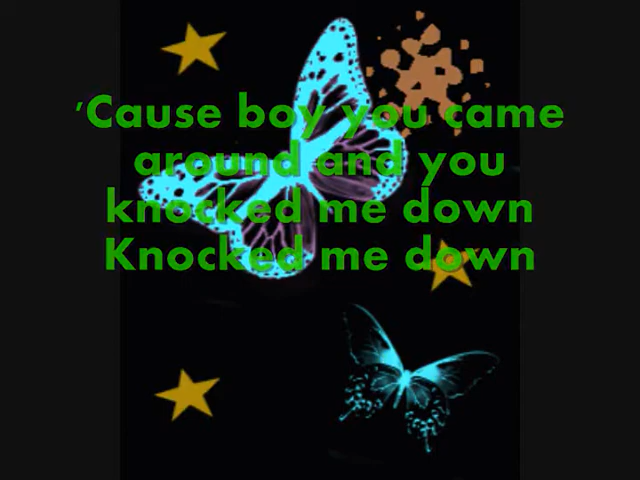 'Cause boy you came
around and you
knocked me down
Knocked me down